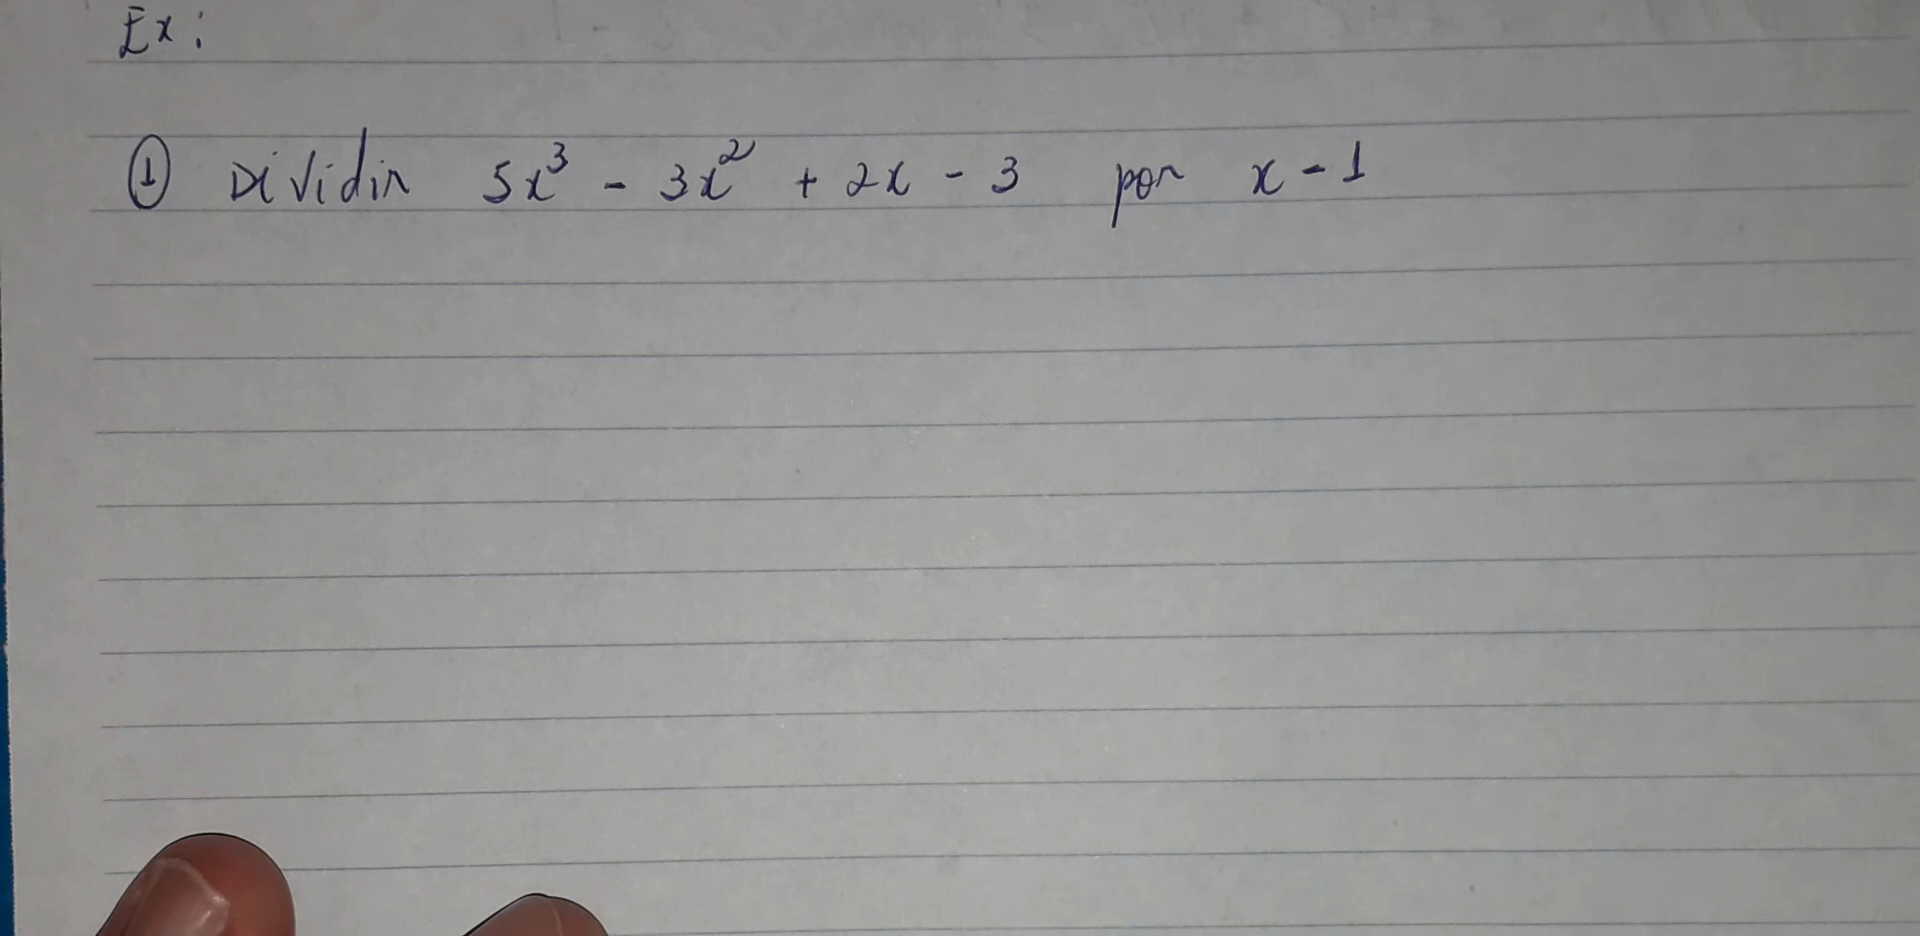 Ex:
① Dividir 5x³ - 3x² + 2x - 3 por x - 1